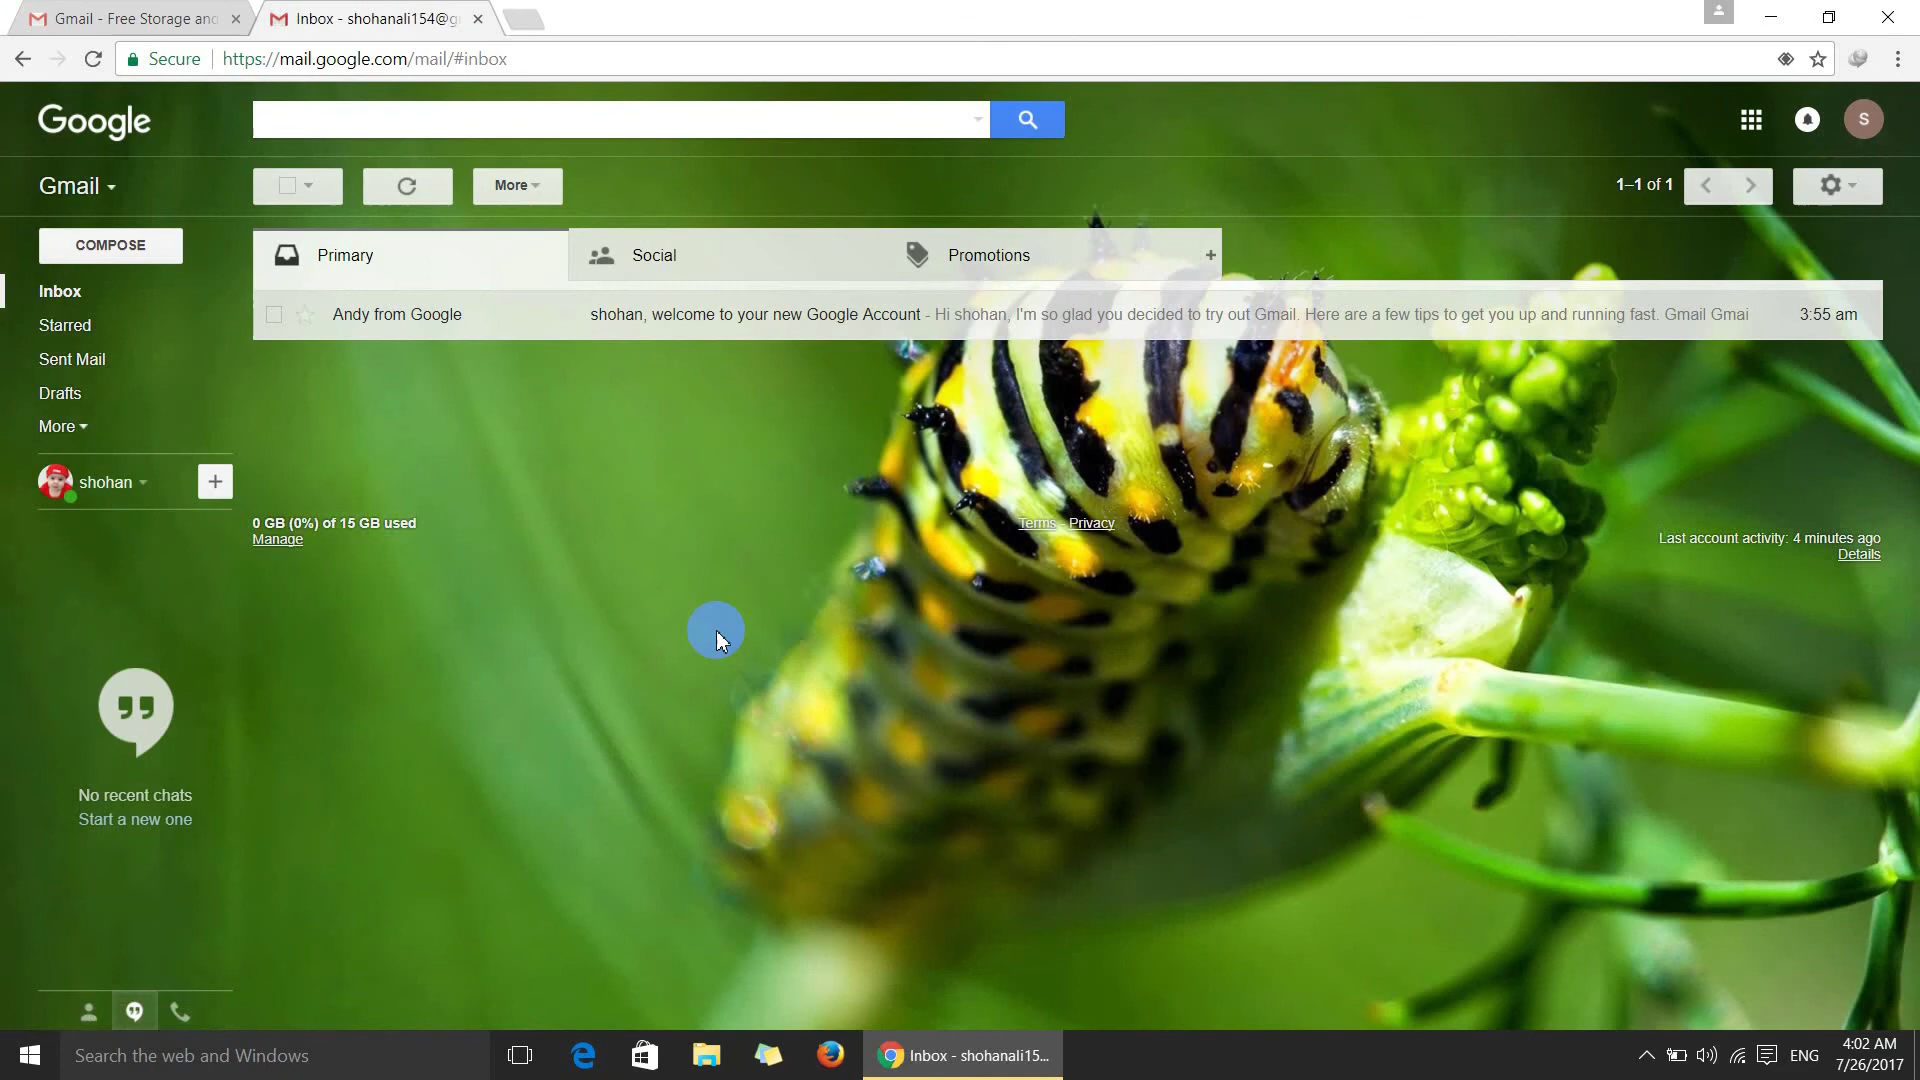 Gmail - Free Storage and
Inbox - shohanali154@g
Secure
https://mail.google.com/mail/#inbox
Google
S
Gmail
More
1–1 of 1
COMPOSE
Primary
Social
Promotions
+
Inbox
Andy from Google
shohan, welcome to your new Google Account - Hi shohan, I'm so glad you decided to try out Gmail. Here are a few tips to get you up and running fast. Gmail Gmai
3:55 am
Starred
Sent Mail
Drafts
More
shohan
+
0 GB (0%) of 15 GB used
Manage
Terms - Privacy
Last account activity: 4 minutes ago
Details
No recent chats
Start a new one
Search the web and Windows
Inbox - shohanali15...
ENG
4:02 AM
7/26/2017